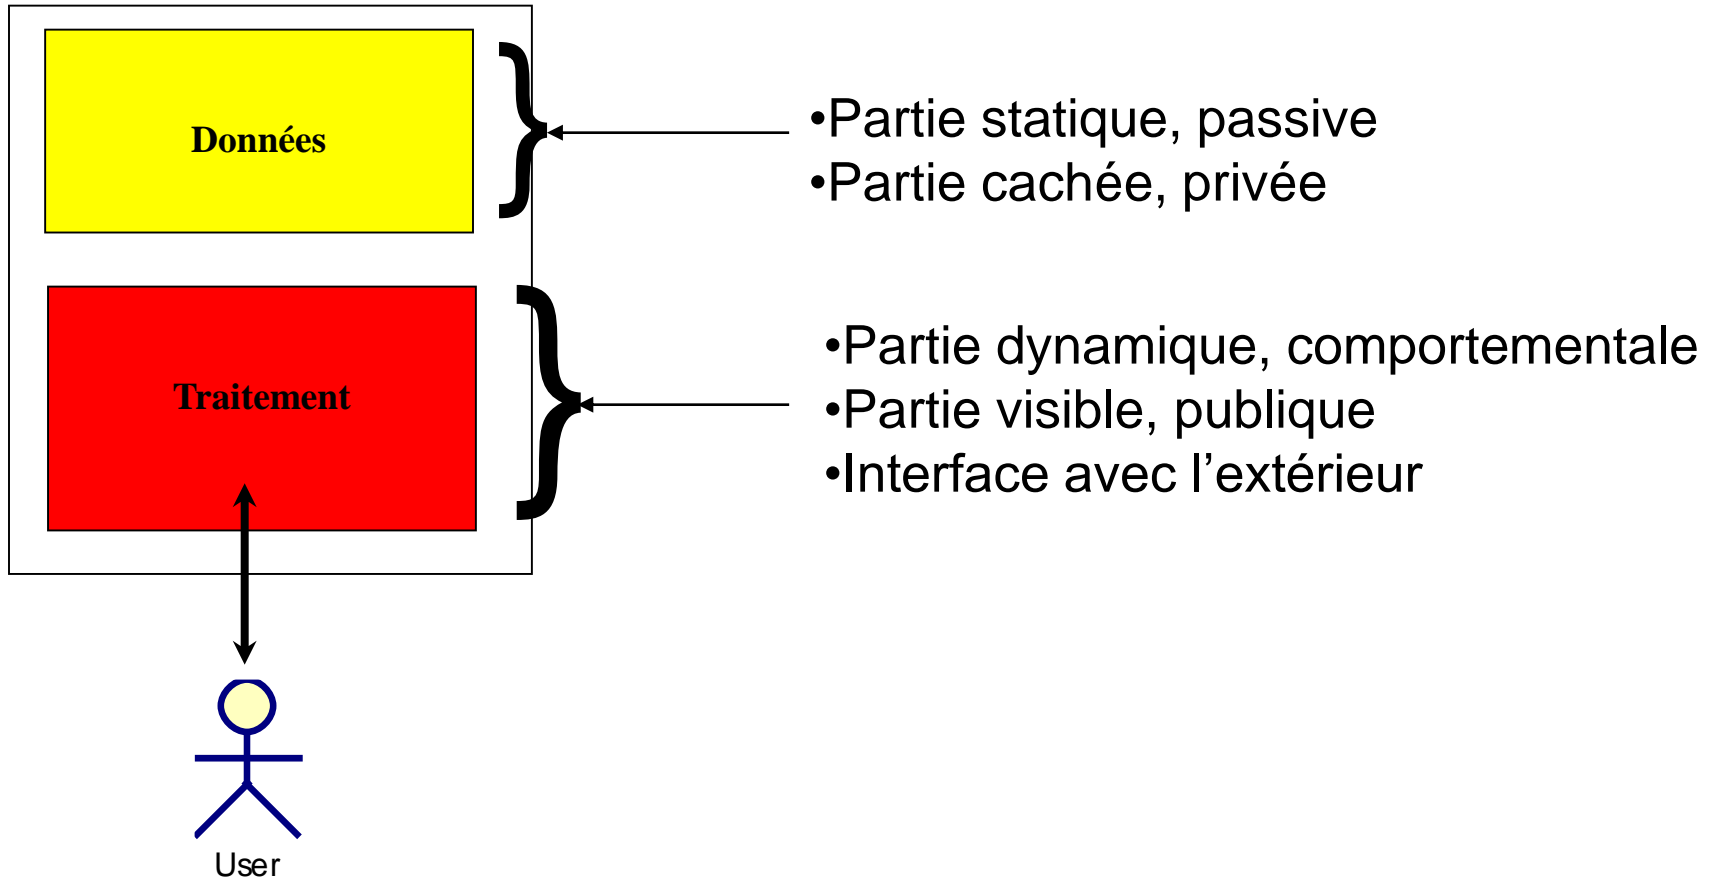 Données
•Partie statique, passive
•Partie cachée, privée
Traitement
•Partie dynamique, comportementale
•Partie visible, publique
•Interface avec l’extérieur
User